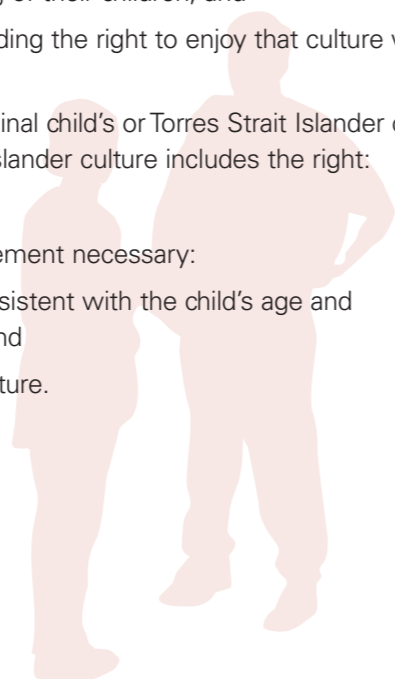 ding the right to enjoy that culture
inal child's or Torres Strait Islander
slander culture includes the right:
ement necessary:
sistent with the child's age and
nd
ture.